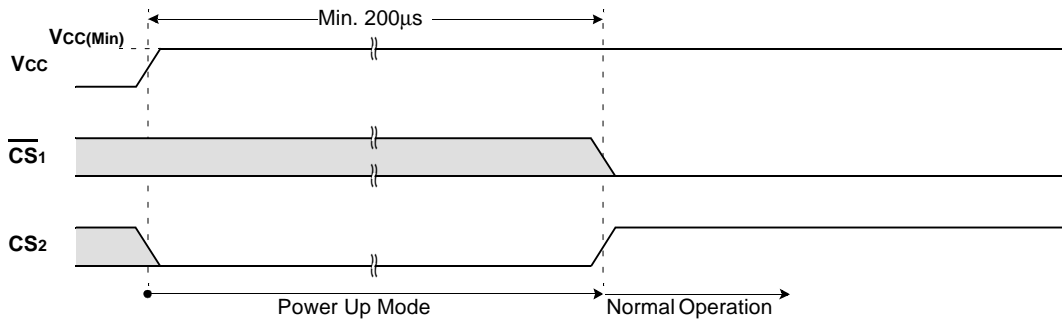 Min. 200μs
VCC(Min)
VCC
CS1
CS2
Power Up Mode
Normal Operation